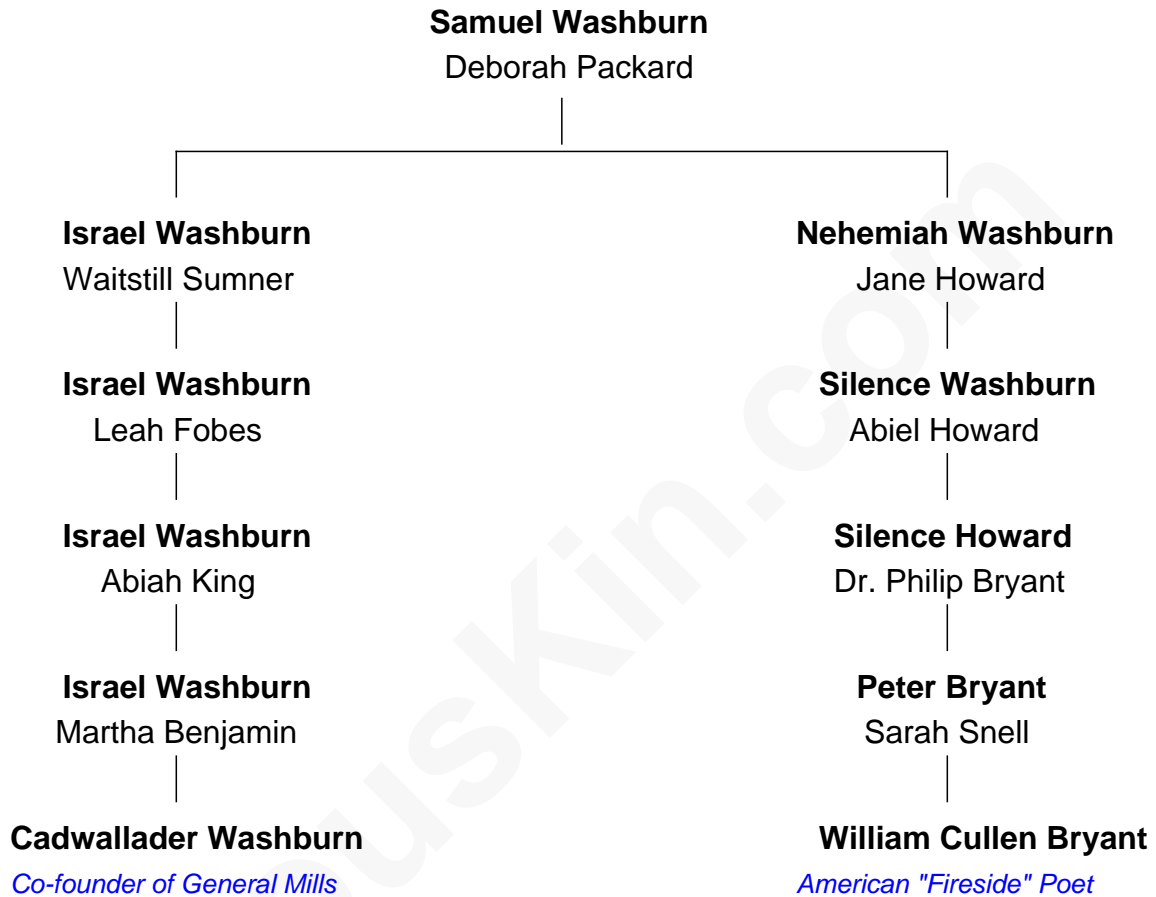 Samuel Washburn
Deborah Packard
Israel Washburn
Waitstill Sumner
Nehemiah Washburn
Jane Howard
Israel Washburn
Leah Fobes
Silence Washburn
Abiel Howard
Israel Washburn
Abiah King
Silence Howard
Dr. Philip Bryant
Israel Washburn
Martha Benjamin
Peter Bryant
Sarah Snell
Cadwallader Washburn
Co-founder of General Mills
William Cullen Bryant
American "Fireside" Poet
ousKin.com